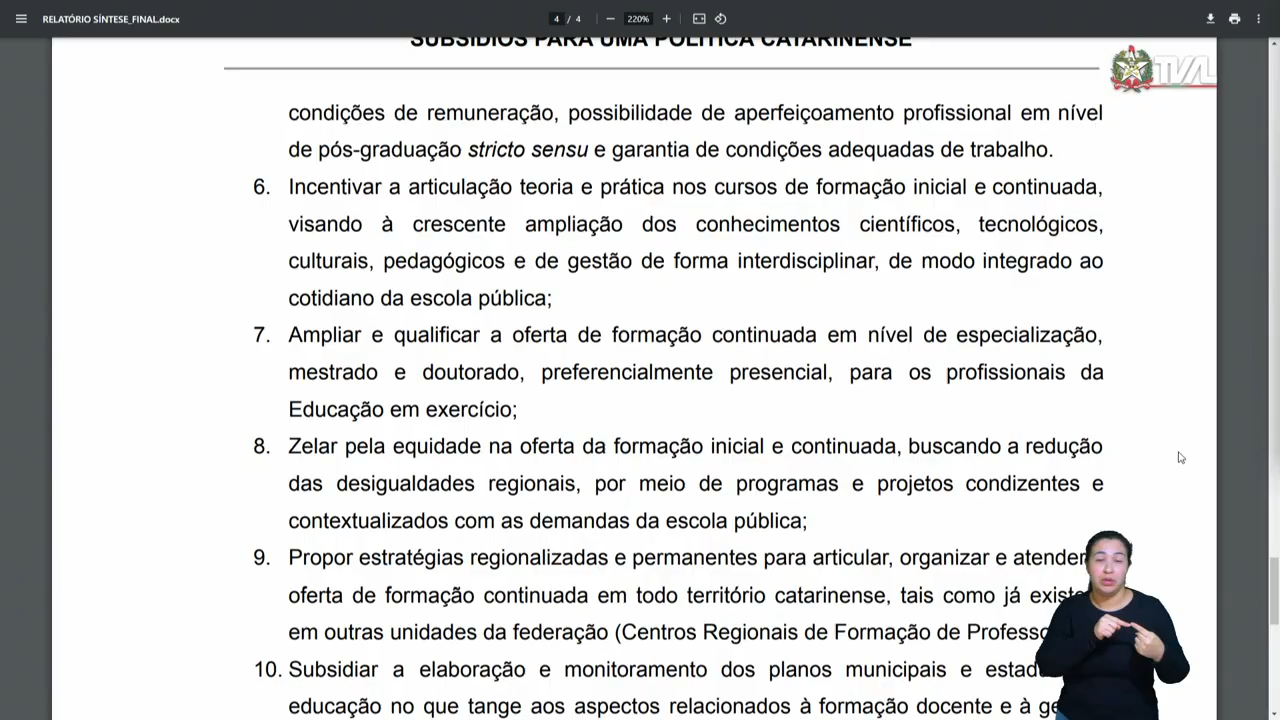 RELATÓRIO SÍNTESE_FINAL.docx
4 / 4
220%
SUBSÍDIOS PARA UMA POLÍTICA CATARINENSE
TVAL
condições de remuneração, possibilidade de aperfeiçoamento profissional em nível
de pós-graduação stricto sensu e garantia de condições adequadas de trabalho.
6. Incentivar a articulação teoria e prática nos cursos de formação inicial e continuada,
visando à crescente ampliação dos conhecimentos científicos, tecnológicos,
culturais, pedagógicos e de gestão de forma interdisciplinar, de modo integrado ao
cotidiano da escola pública;
7. Ampliar e qualificar a oferta de formação continuada em nível de especialização,
mestrado e doutorado, preferencialmente presencial, para os profissionais da
Educação em exercício;
8. Zelar pela equidade na oferta da formação inicial e continuada, buscando a redução
das desigualdades regionais, por meio de programas e projetos condizentes e
contextualizados com as demandas da escola pública;
9. Propor estratégias regionalizadas e permanentes para articular, organizar e atender
oferta de formação continuada em todo território catarinense, tais como já
em outras unidades da federação (Centros Regionais de Formação de
10. Subsidiar a elaboração e monitoramento dos planos municipais e
educação no que tange aos aspectos relacionados à formação docente e à